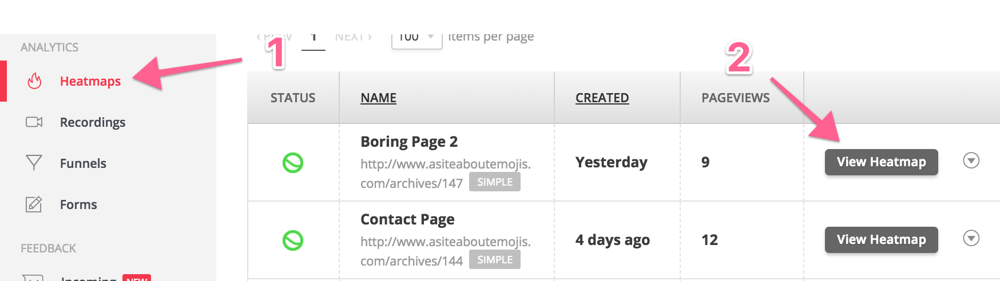 ANALYTICS
Heatmaps
Recordings
Funnels
Forms
FEEDBACK
Incoming NEW
‹ PREV 1 NEXT › 100 items per page
1
2
STATUS NAME CREATED PAGEVIEWS
Boring Page 2
http://www.asiteaboutemojis.
com/archives/147 SIMPLE
Yesterday
9
View Heatmap
Contact Page
http://www.asiteaboutemojis.
com/archives/144 SIMPLE
4 days ago
12
View Heatmap